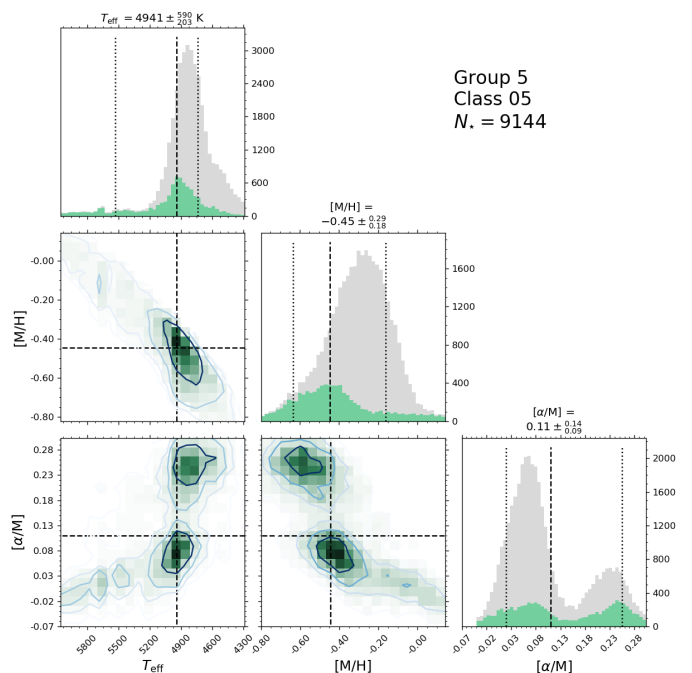 T_eff = 4941 ± 590 203 K
3000
2400
1800
1200
600
0
Group 5
Class 05
N⋆ = 9144
[M/H] =
−0.45 ± 0.29 0.18
-0.00
-0.20
-0.40
-0.60
-0.80
[M/H]
1600
1200
800
400
0
[α/M] =
0.11 ± 0.14 0.09
0.28
0.23
0.18
0.13
0.08
0.03
-0.02
-0.07
[α/M]
2000
1600
1200
800
400
0
5800 5500 5200 4900 4600 4300
-0.80 -0.60 -0.40 -0.20 -0.00
-0.07 -0.02 0.03 0.08 0.13 0.18 0.23 0.28
T_eff [M/H] [α/M]